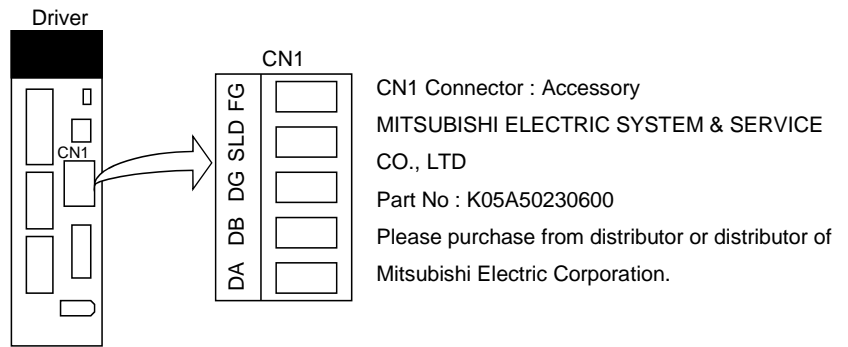 Driver
CN1
CN1
FG
SLD
DG
DB
DA
CN1 Connector : Accessory
MITSUBISHI ELECTRIC SYSTEM & SERVICE
CO., LTD
Part No : K05A50230600
Please purchase from distributor or distributor of
Mitsubishi Electric Corporation.